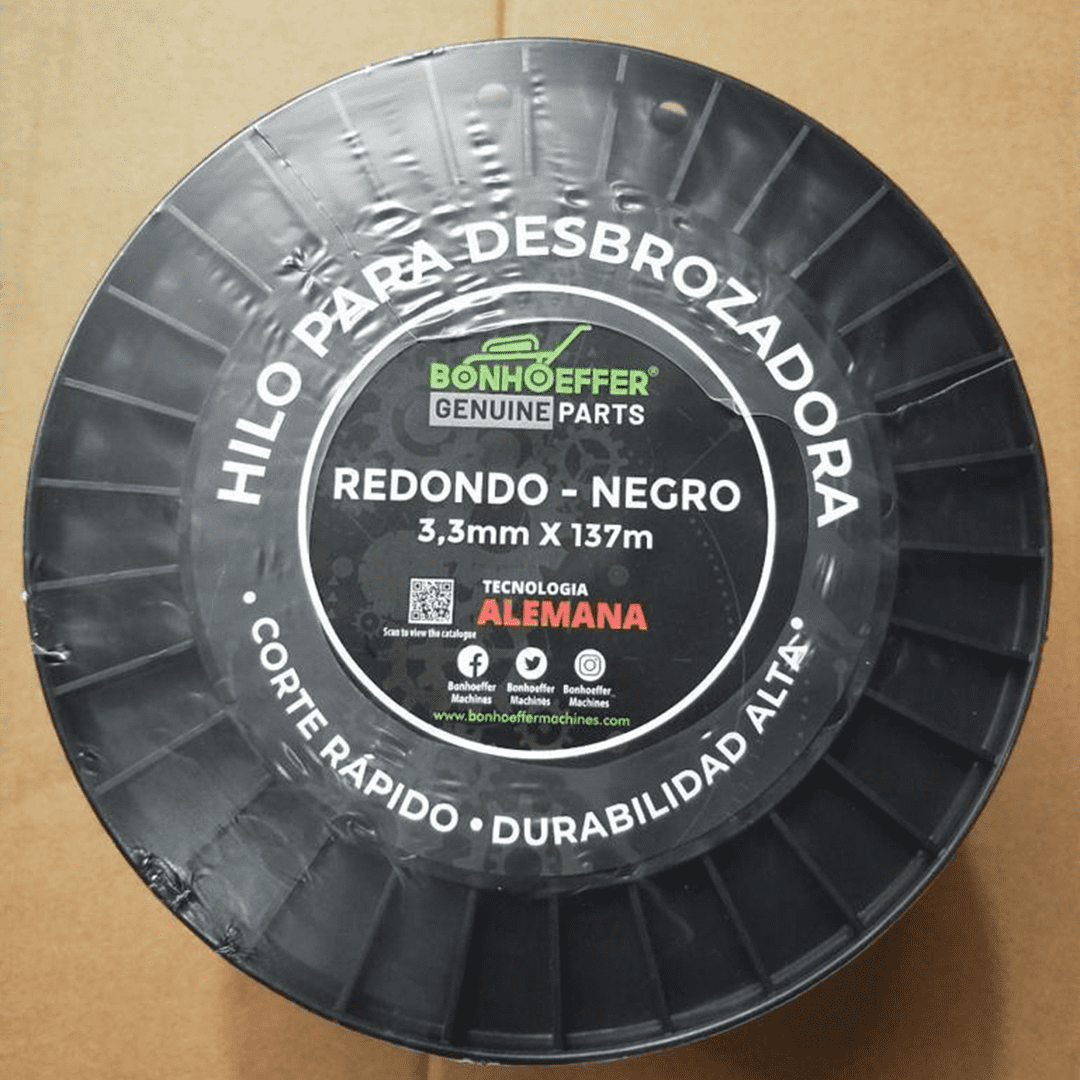 HILO PARA DESBROZADORA
BONHOEFFER®
GENUINE PARTS
REDONDO - NEGRO
3,3mm X 137m
TECNOLOGIA
ALEMANA
Scan to view the catalogue
Bonhoeffer Machines
Bonhoeffer Machines
Bonhoeffer_ Machines
www.bonhoeffermachines.com
• CORTE RÁPIDO • DURABILIDAD ALTA •